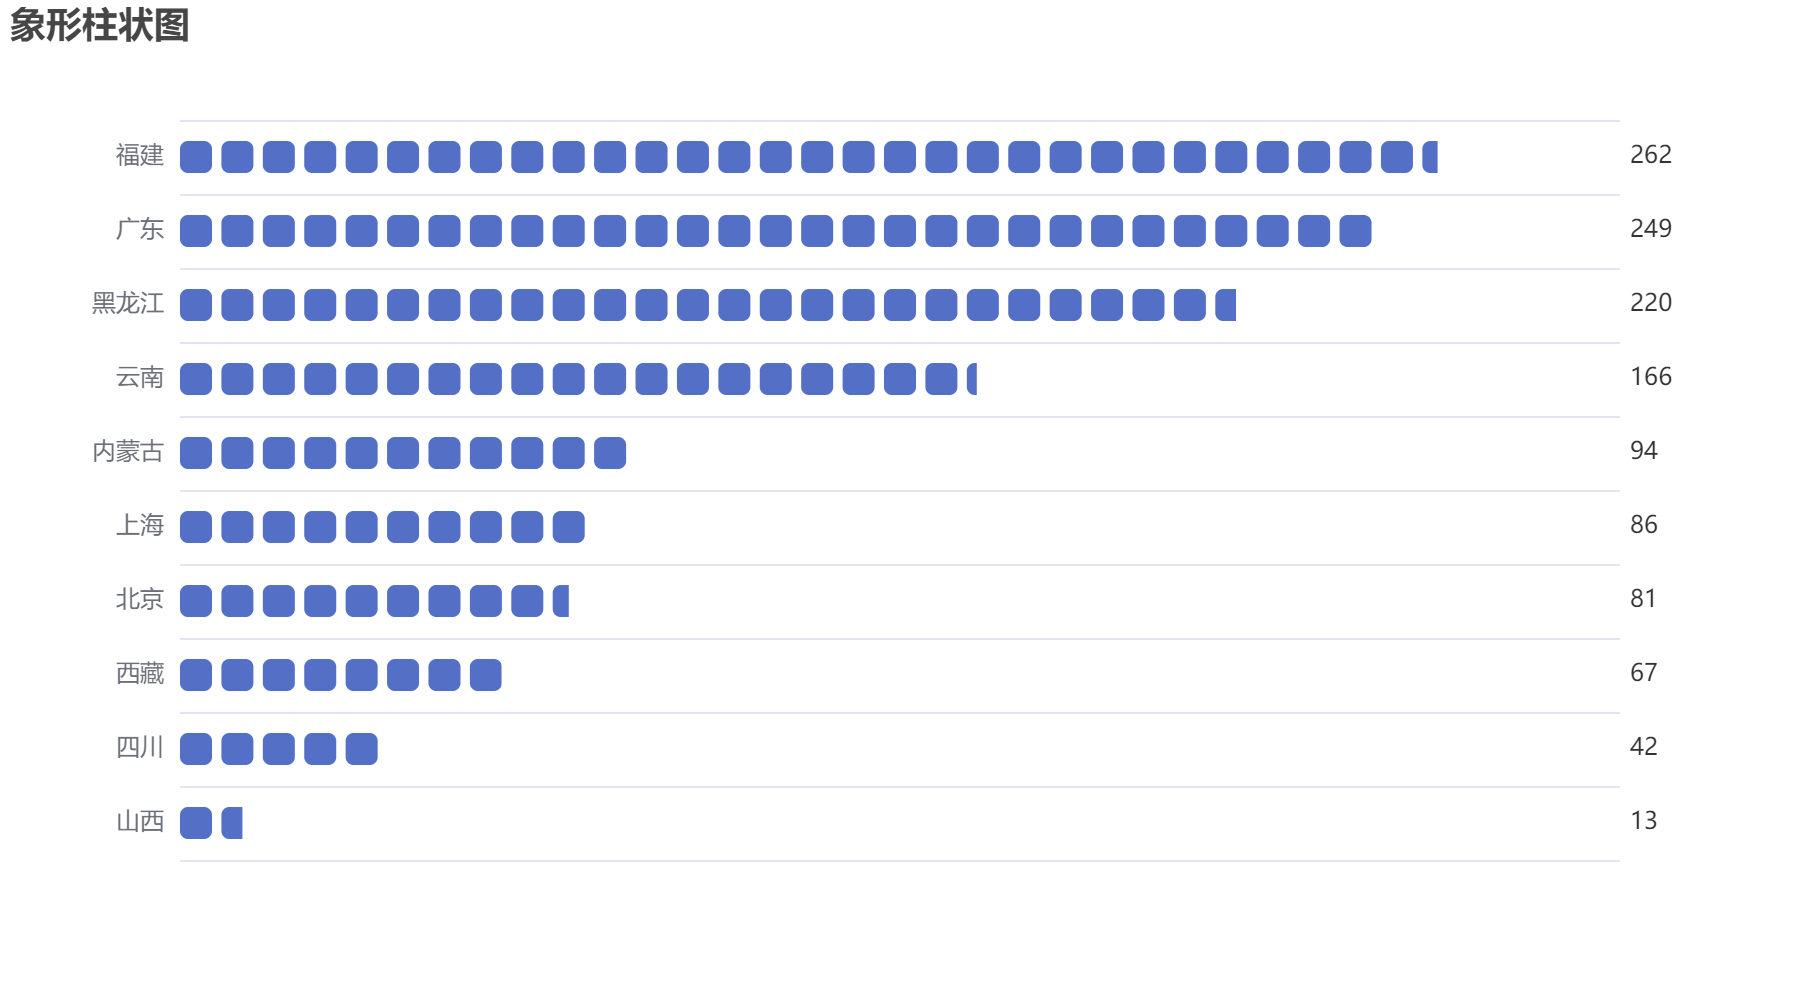 象形柱状图
福建 262
广东 249
黑龙江 220
云南 166
内蒙古 94
上海 86
北京 81
西藏 67
四川 42
山西 13